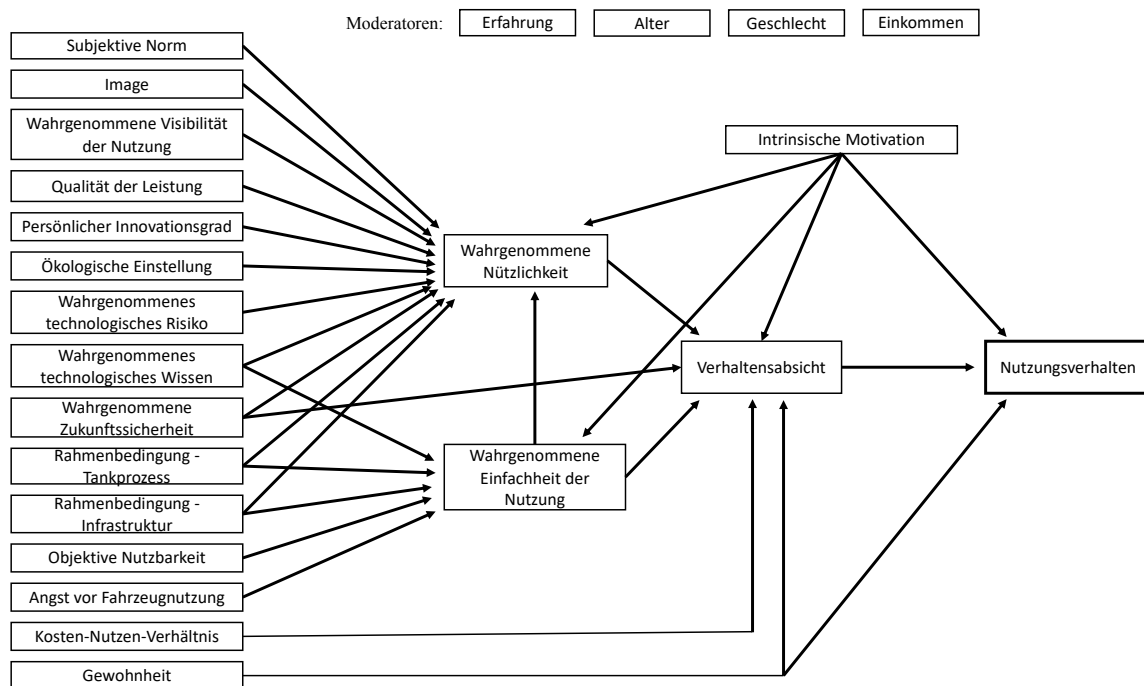 Moderatoren: Erfahrung Alter Geschlecht Einkommen
Subjektive Norm
Image
Wahrgenommene Visibilität
der Nutzung
Qualität der Leistung
Persönlicher Innovationsgrad
Ökologische Einstellung
Wahrgenommenes
technologisches Risiko
Wahrgenommenes
technologisches Wissen
Wahrgenommene
Zukunftssicherheit
Rahmenbedingung -
Tankprozess
Rahmenbedingung -
Infrastruktur
Objektive Nutzbarkeit
Angst vor Fahrzeugnutzung
Kosten-Nutzen-Verhältnis
Gewohnheit
Wahrgenommene
Nützlichkeit
Wahrgenommene
Einfachheit der
Nutzung
Intrinsische Motivation
Verhaltensabsicht
Nutzungsverhalten